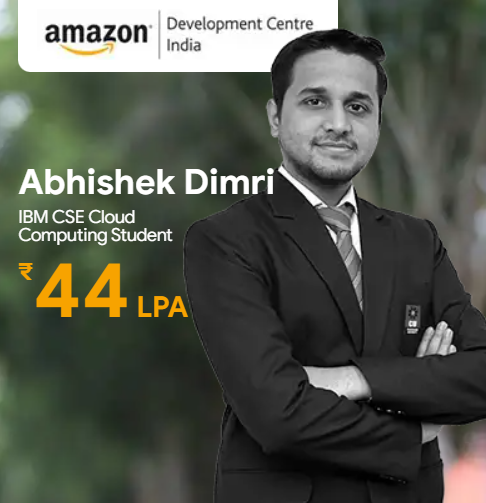 amazon
Development Centre
India
Abhishek Dimri
IBM CSE Cloud
Computing Student
₹44 LPA